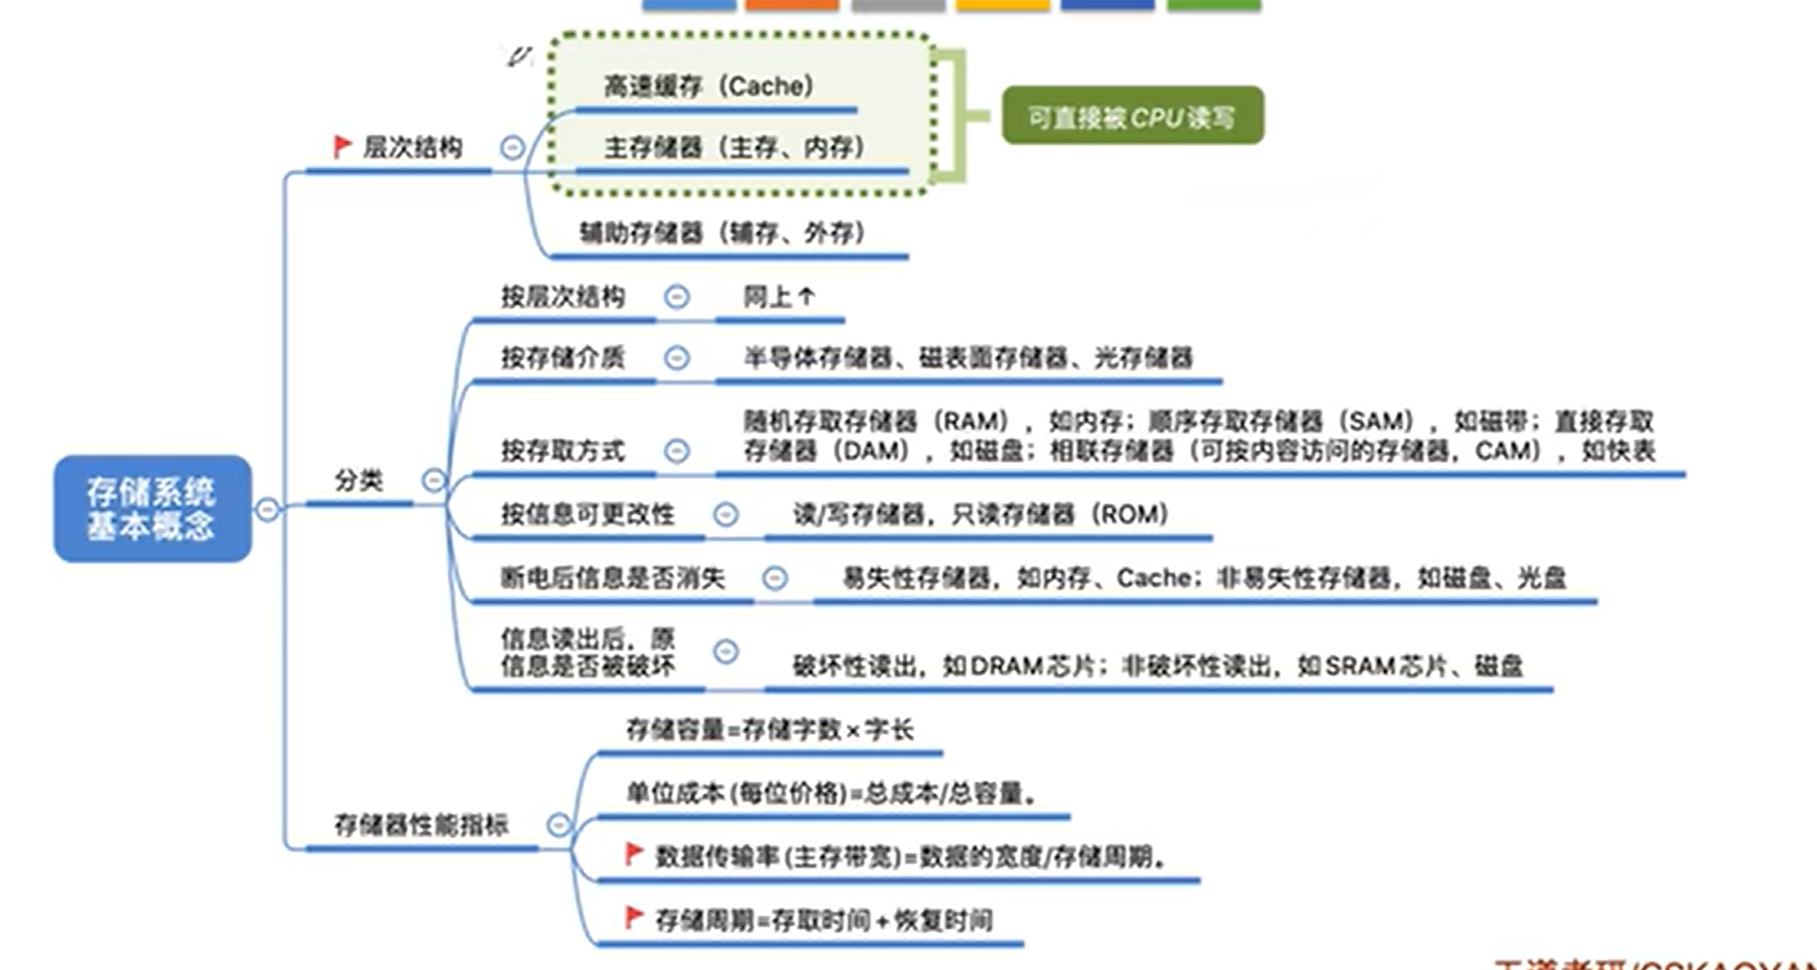 高速缓存（Cache）
可直接被CPU读写
层次结构
主存储器（主存、内存）
辅助存储器（辅存、外存）
按层次结构
同上↑
按存储介质
半导体存储器、磁表面存储器、光存储器
随机存取存储器（RAM），如内存；顺序存取存储器（SAM），如磁带；直接存取
按存取方式
存储器（DAM），如磁盘；相联存储器（可按内容访问的存储器，CAM），如快表
分类
存储系统
基本概念
按信息可更改性
读/写存储器，只读存储器（ROM）
断电后信息是否消失
易失性存储器，如内存、Cache；非易失性存储器，如磁盘、光盘
信息读出后，原
信息是否被破坏
破坏性读出，如DRAM芯片；非破坏性读出，如SRAM芯片、磁盘
存储容量=存储字数×字长
单位成本(每位价格)=总成本/总容量。
存储器性能指标
数据传输率(主存带宽)=数据的宽度/存储周期。
存储周期=存取时间+恢复时间